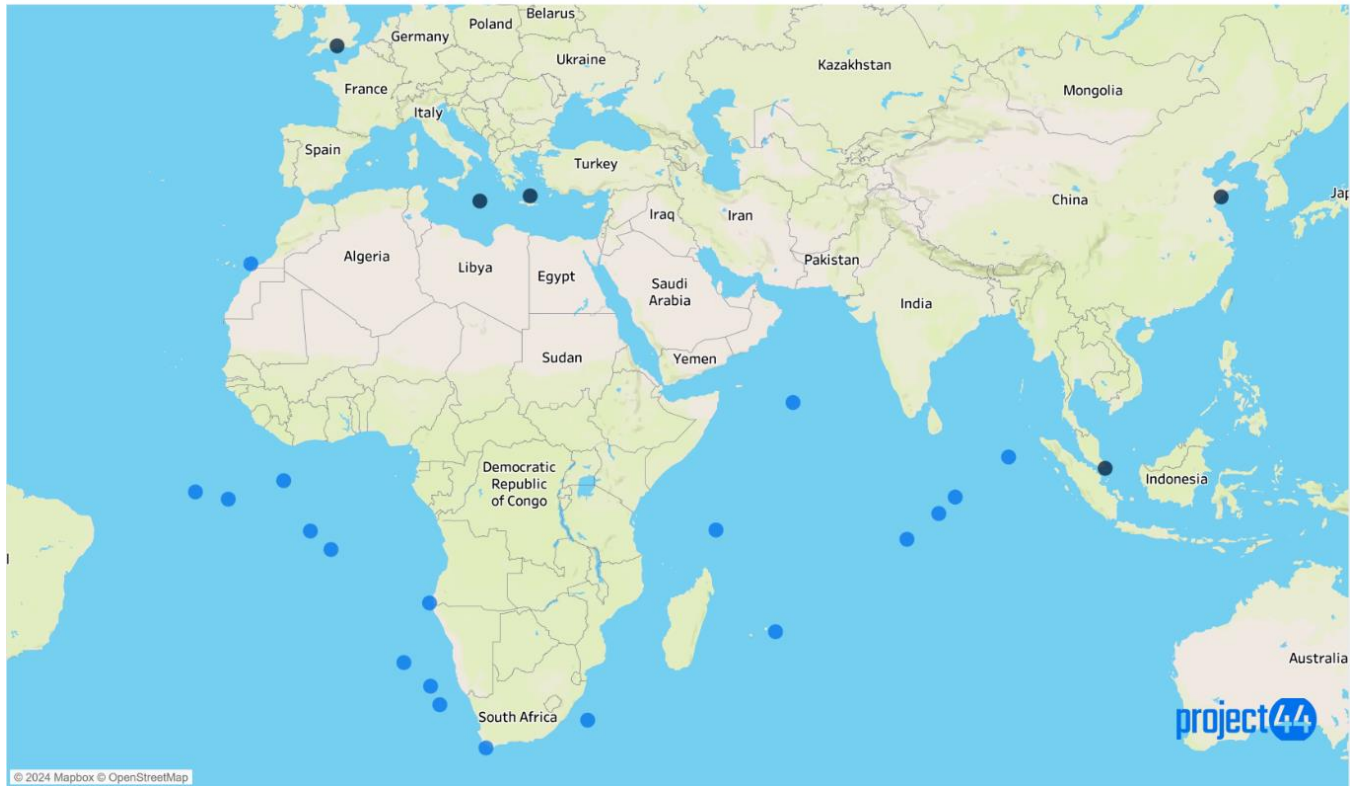 Belarus
Poland
Germany
Ukraine
Kazakhstan
France
Mongolia
Italy
Spain
Turkey
China
Jap
Iraq
Iran
Algeria
Pakistan
Libya
Egypt
Saudi
Arabia
India
Sudan
Yemen
Democratic
Republic
of Congo
Indonesia
l
Australia
South Africa
project44
© 2024 Mapbox © OpenStreetMap